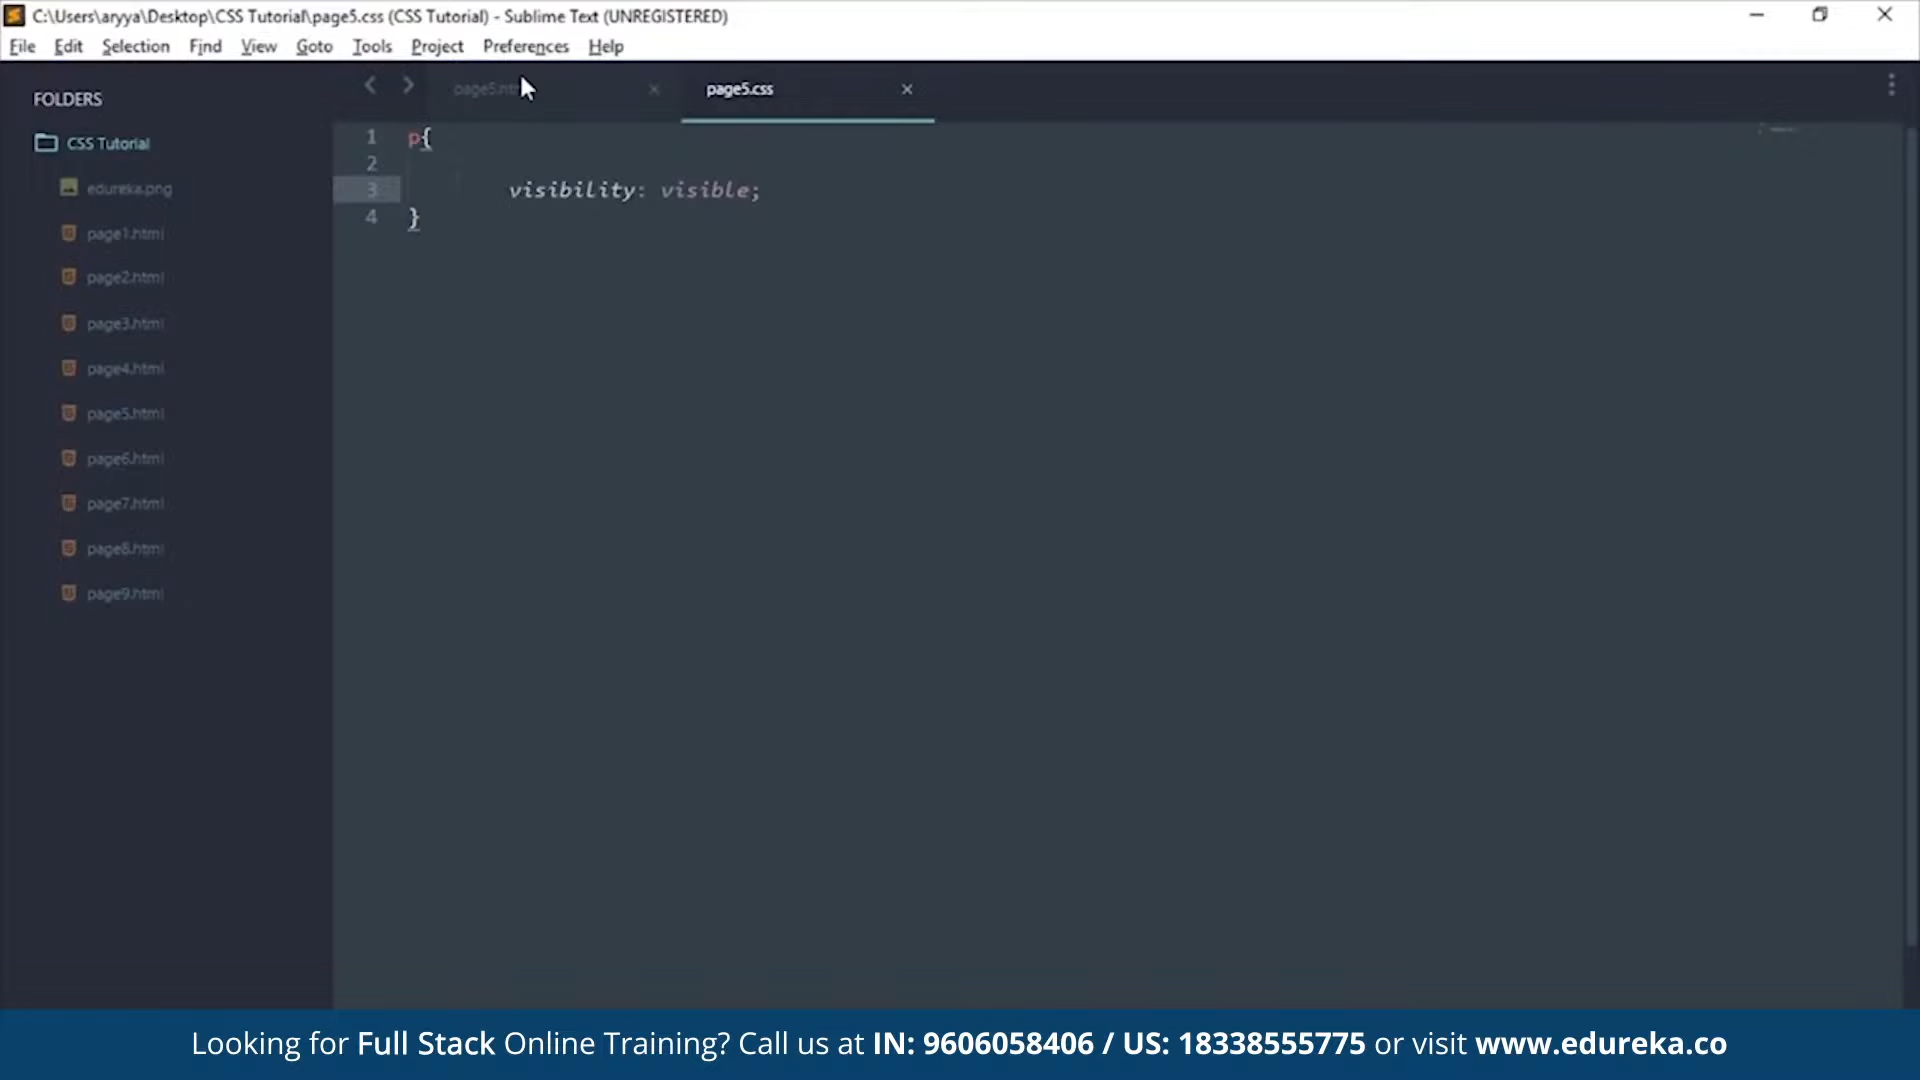 C:\Users\aryya\Desktop\CSS Tutorial\page5.css (CSS Tutorial) - Sublime Text (UNREGISTERED)
File Edit Selection Find View Goto Tools Project Preferences Help
FOLDERS
CSS Tutorial
edureka.png
page1.html
page2.html
page3.html
page4.html
page5.html
page6.html
page7.html
page8.html
page9.html
page5.css
1 p{
2
3 visibility: visible;
4 }
Looking for Full Stack Online Training? Call us at IN: 9606058406 / US: 18338555775 or visit www.edureka.co